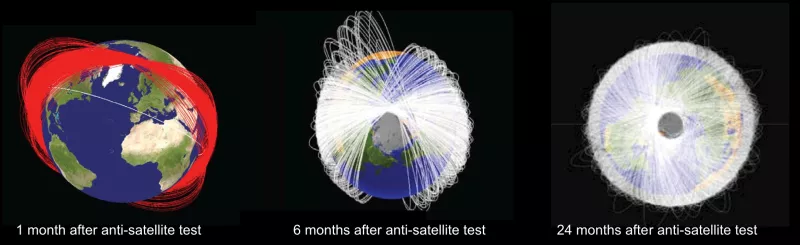 1 month after anti-satellite test
6 months after anti-satellite test
24 months after anti-satellite test